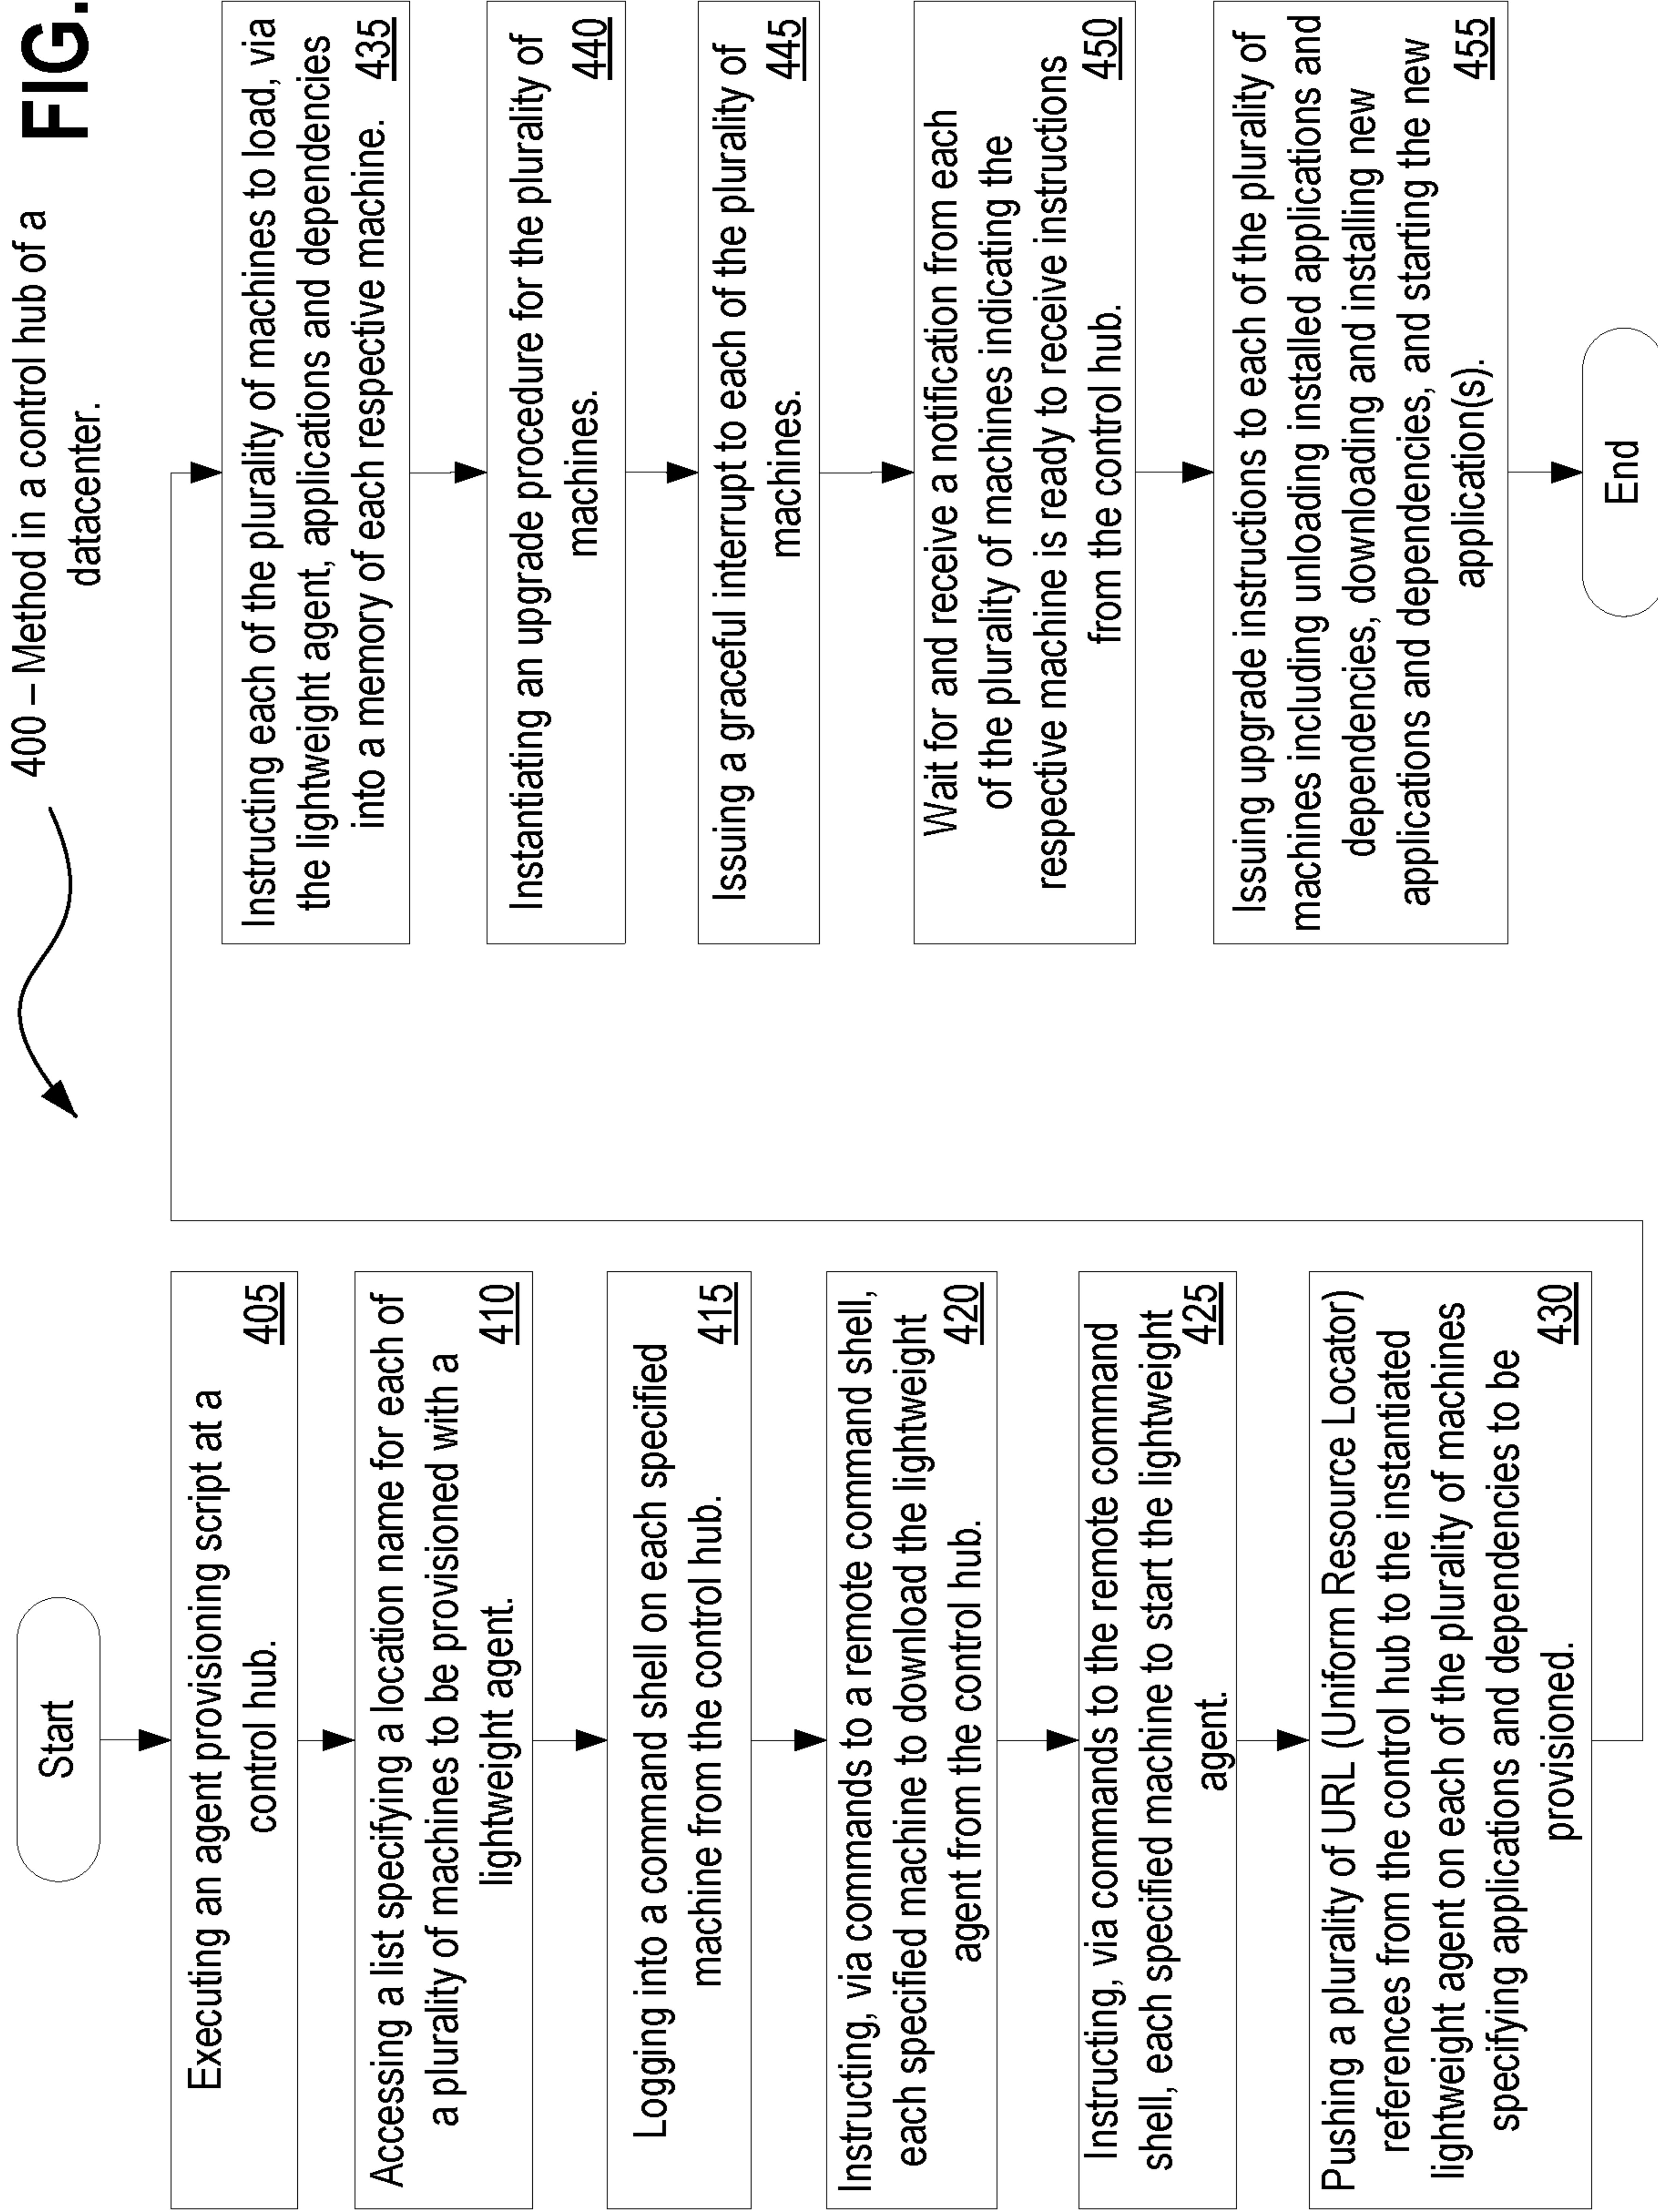 400 – Method in a control hub of a
datacenter.
FIG.
Start
Executing an agent provisioning script at a
control hub.
405
Accessing a list specifying a location name for each of
a plurality of machines to be provisioned with a
lightweight agent.
410
Logging into a command shell on each specified
machine from the control hub.
415
Instructing, via commands to a remote command shell,
each specified machine to download the lightweight
agent from the control hub.
420
Instructing, via commands to the remote command
shell, each specified machine to start the lightweight
agent.
425
Pushing a plurality of URL (Uniform Resource Locator)
references from the control hub to the instantiated
lightweight agent on each of the plurality of machines
specifying applications and dependencies to be
provisioned.
430
Instructing each of the plurality of machines to load, via
the lightweight agent, applications and dependencies
into a memory of each respective machine.
435
Instantiating an upgrade procedure for the plurality of
machines.
440
Issuing a graceful interrupt to each of the plurality of
machines.
445
Wait for and receive a notification from each
of the plurality of machines indicating the
respective machine is ready to receive instructions
from the control hub.
450
Issuing upgrade instructions to each of the plurality of
machines including unloading installed applications and
dependencies, downloading and installing new
applications and dependencies, and starting the new
application(s).
455
End